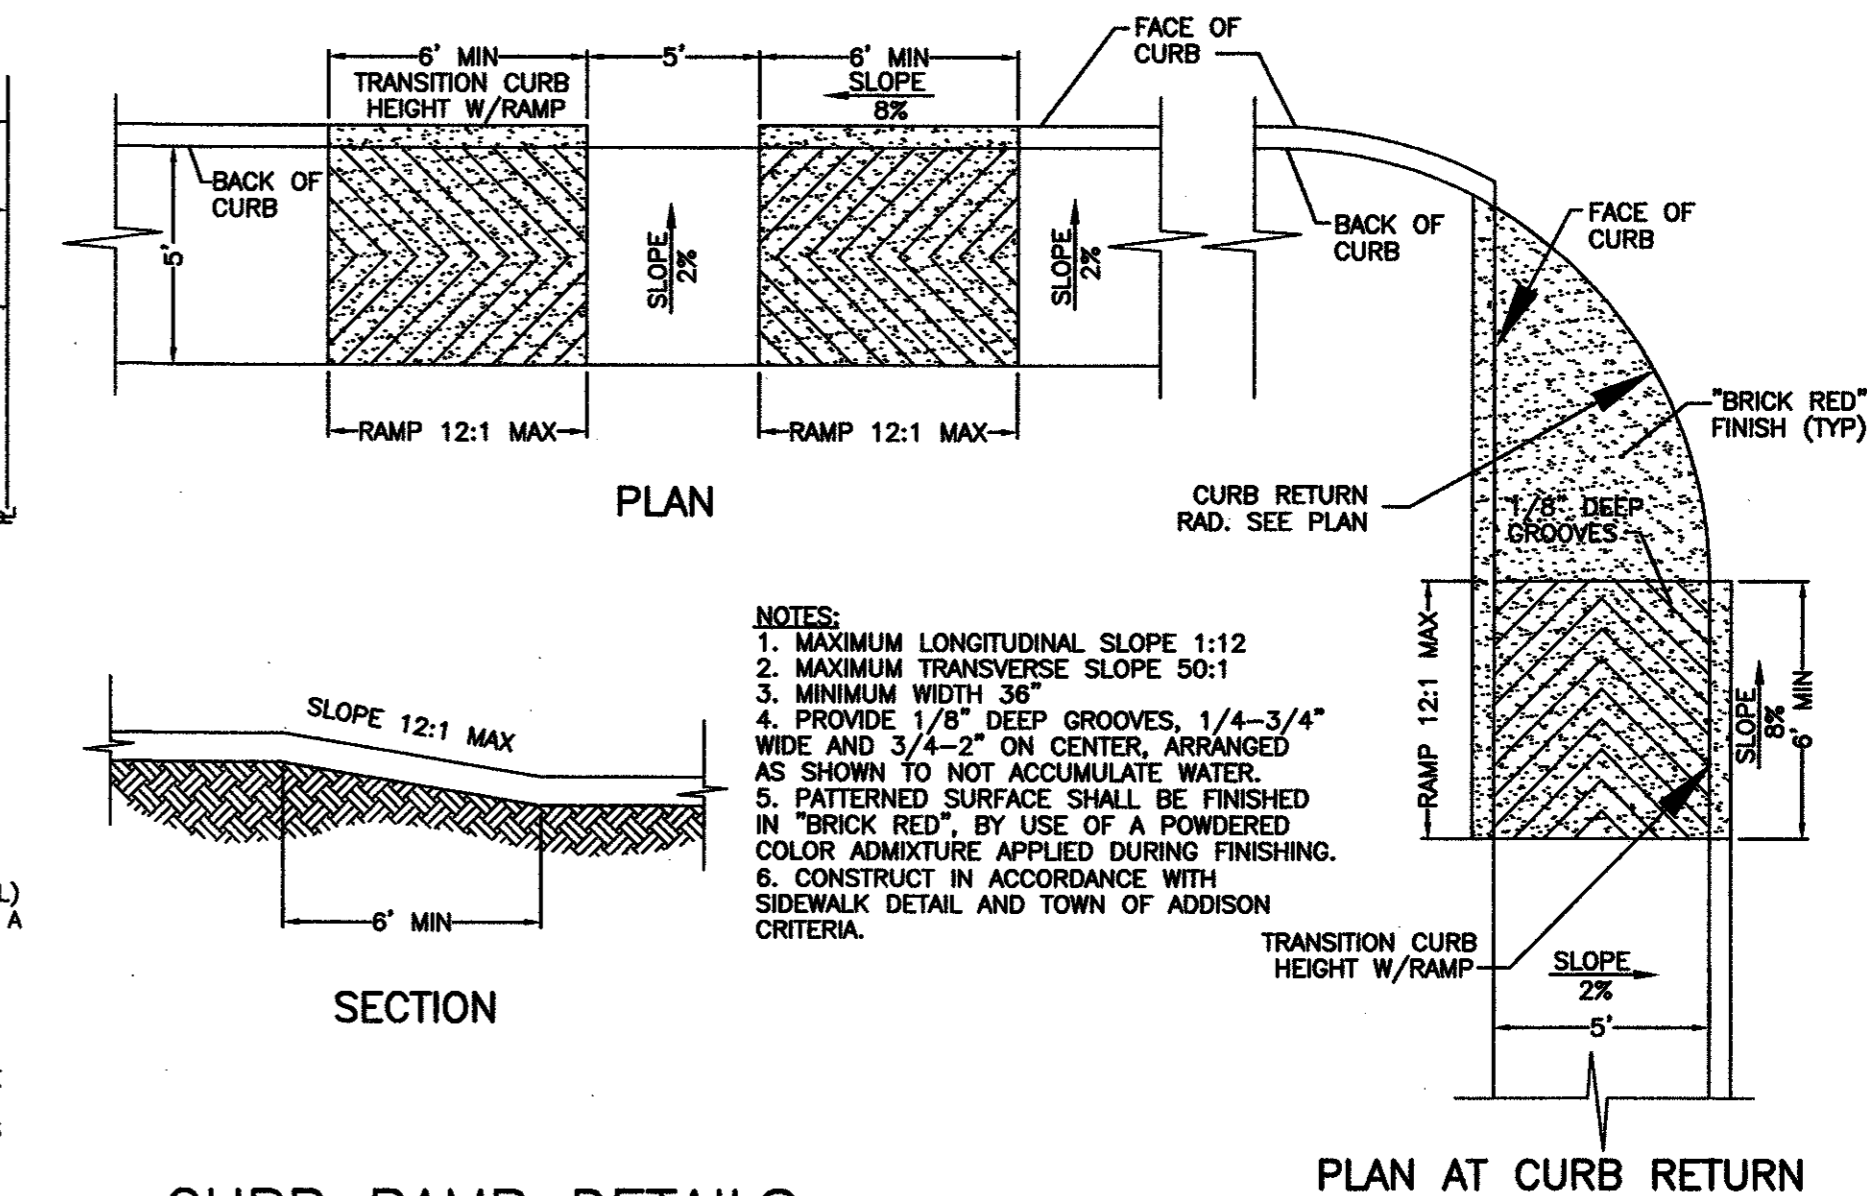 6' MIN
5'
6' MIN
TRANSITION CURB
HEIGHT W/RAMP
SLOPE
8%
FACE OF
CURB
BACK OF
CURB
5'
SLOPE
2%
SLOPE
2%
BACK OF
CURB
FACE OF
CURB
RAMP 12:1 MAX
RAMP 12:1 MAX
"BRICK RED"
FINISH (TYP)
PLAN
CURB RETURN
RAD. SEE PLAN
1/8" DEEP
GROOVES
SLOPE 12:1 MAX
6' MIN
SECTION
NOTES:
1. MAXIMUM LONGITUDINAL SLOPE 1:12
2. MAXIMUM TRANSVERSE SLOPE 50:1
3. MINIMUM WIDTH 36"
4. PROVIDE 1/8" DEEP GROOVES, 1/4-3/4"
WIDE AND 3/4-2" ON CENTER, ARRANGED
AS SHOWN TO NOT ACCUMULATE WATER.
5. PATTERNED SURFACE SHALL BE FINISHED
IN "BRICK RED", BY USE OF A POWDERED
COLOR ADMIXTURE APPLIED DURING FINISHING.
6. CONSTRUCT IN ACCORDANCE WITH
SIDEWALK DETAIL AND TOWN OF ADDISON
CRITERIA.
RAMP 12:1 MAX
SLOPE
8%
6' MIN
TRANSITION CURB
HEIGHT W/RAMP
SLOPE
2%
5'
L)
A
PLAN AT CURB RETURN
CURB RAMP DETAILS